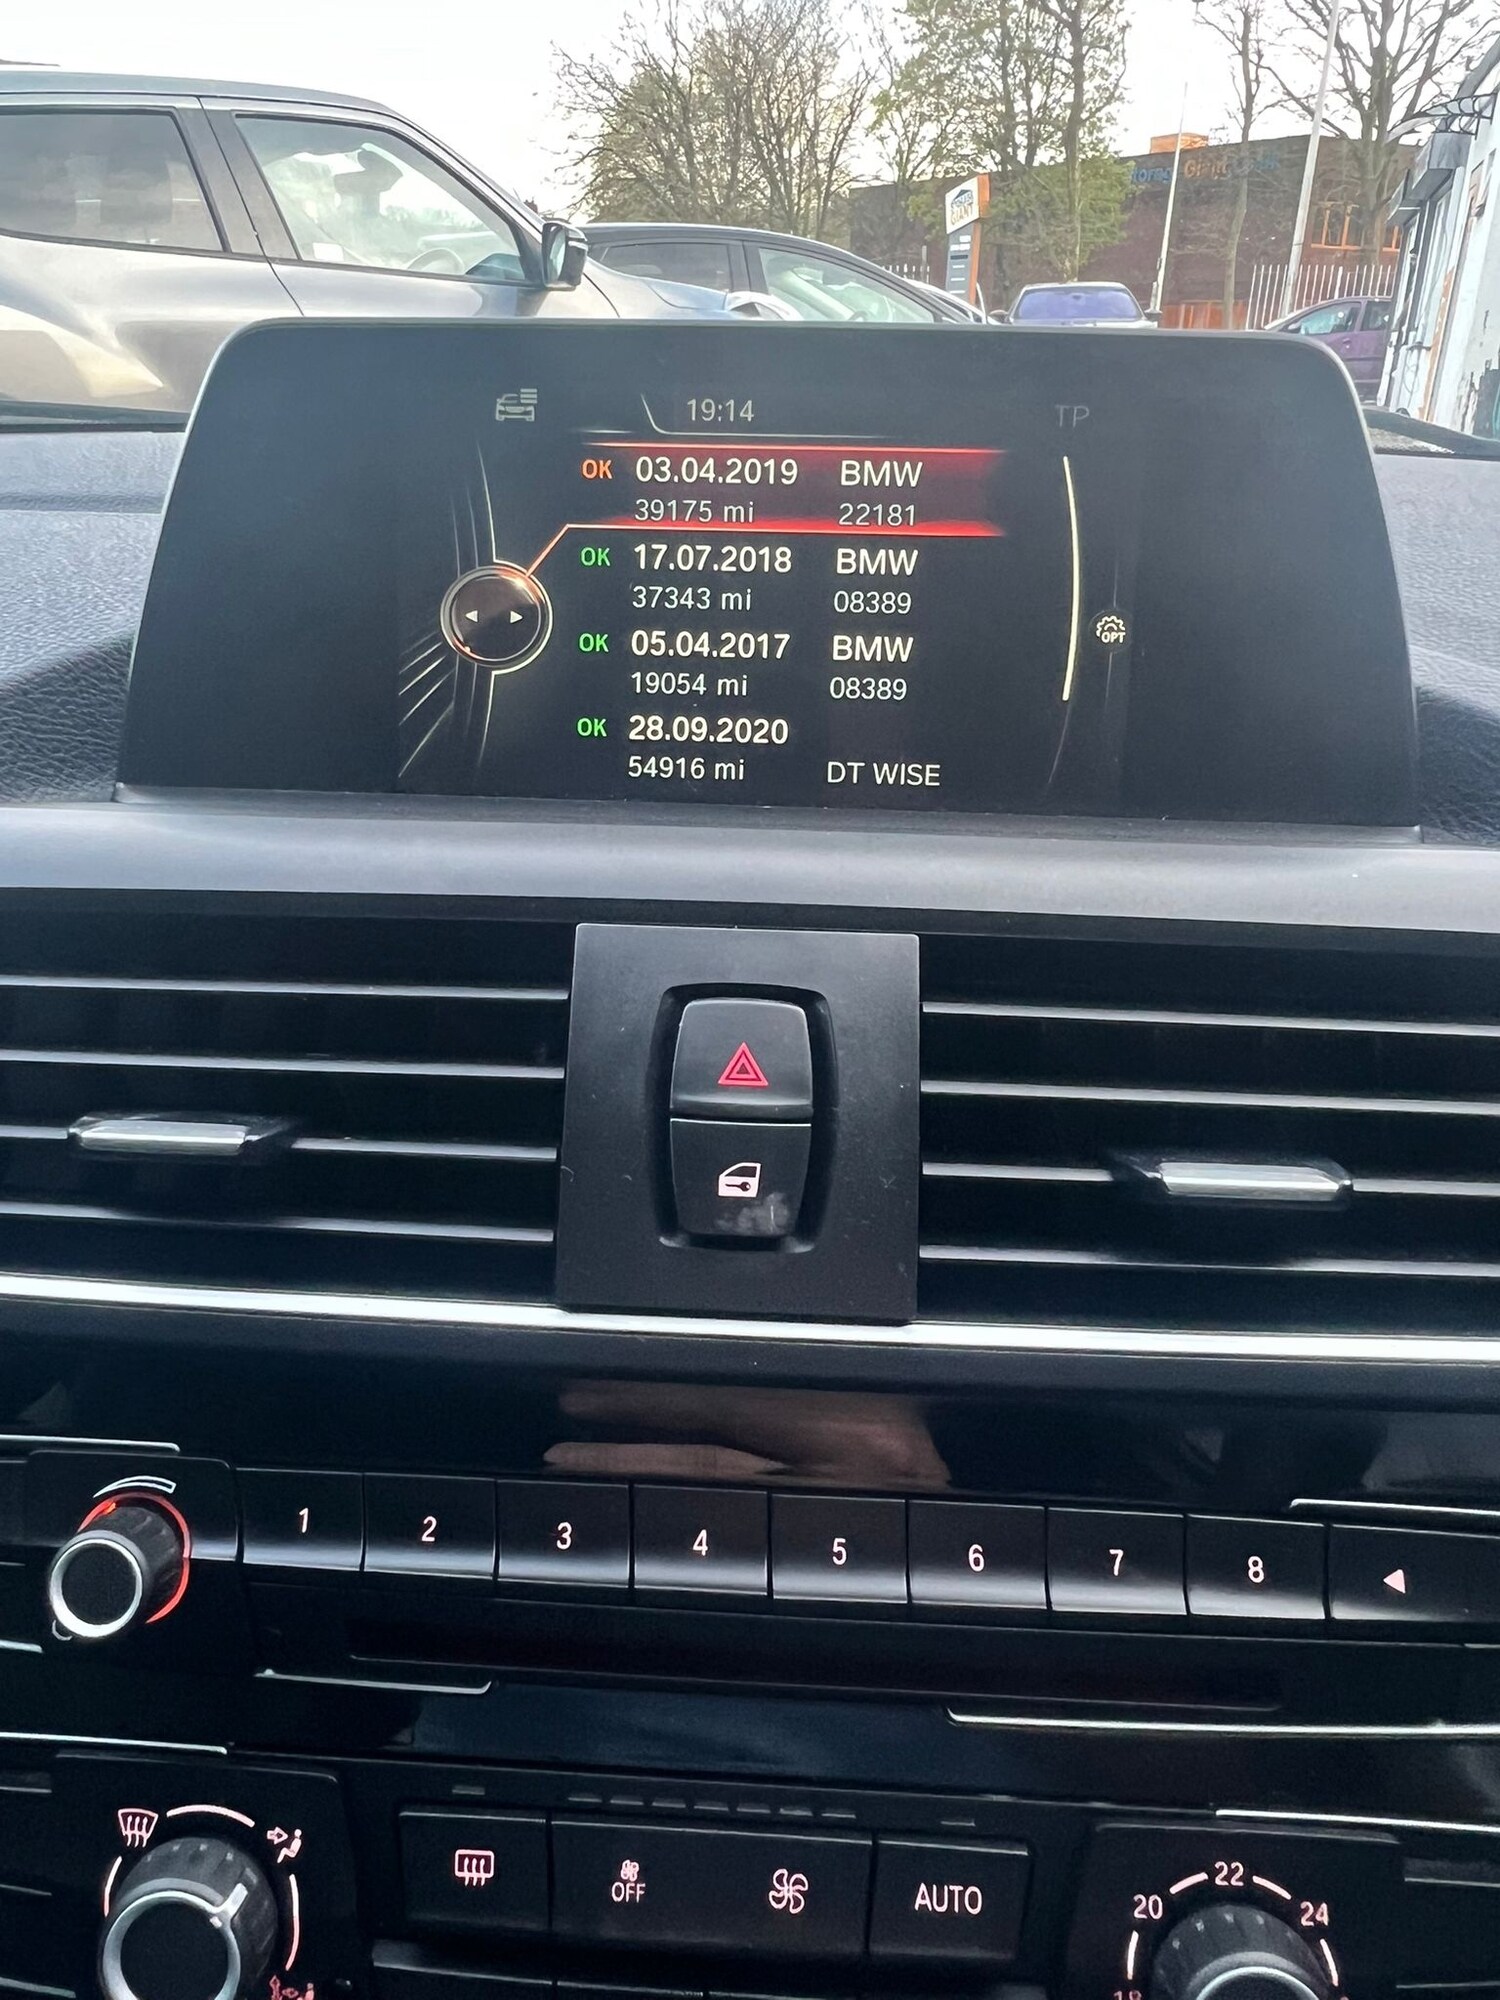 GIANT
19:14
TP
OK 03.04.2019 BMW
39175 mi 22181
OK 17.07.2018 BMW
37343 mi 08389
OPT
OK 05.04.2017 BMW
19054 mi 08389
OK 28.09.2020
54916 mi DT WISE
1 2 3 4 5 6 7 8
OFF
AUTO
20 22 24
18